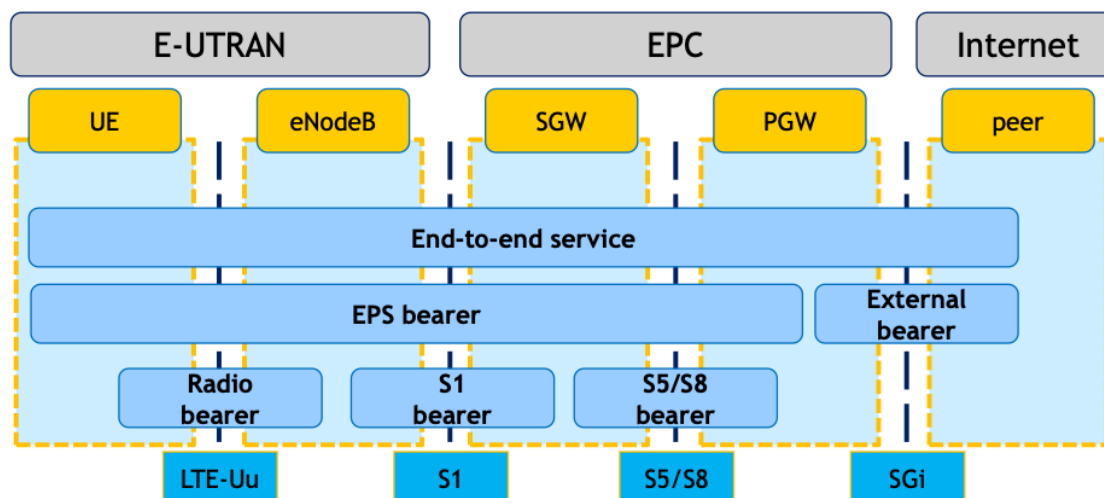 E-UTRAN
EPC
Internet
UE
eNodeB
SGW
PGW
peer
End-to-end service
EPS bearer
External
bearer
Radio
bearer
S1
bearer
S5/S8
bearer
LTE-Uu
S1
S5/S8
SGi